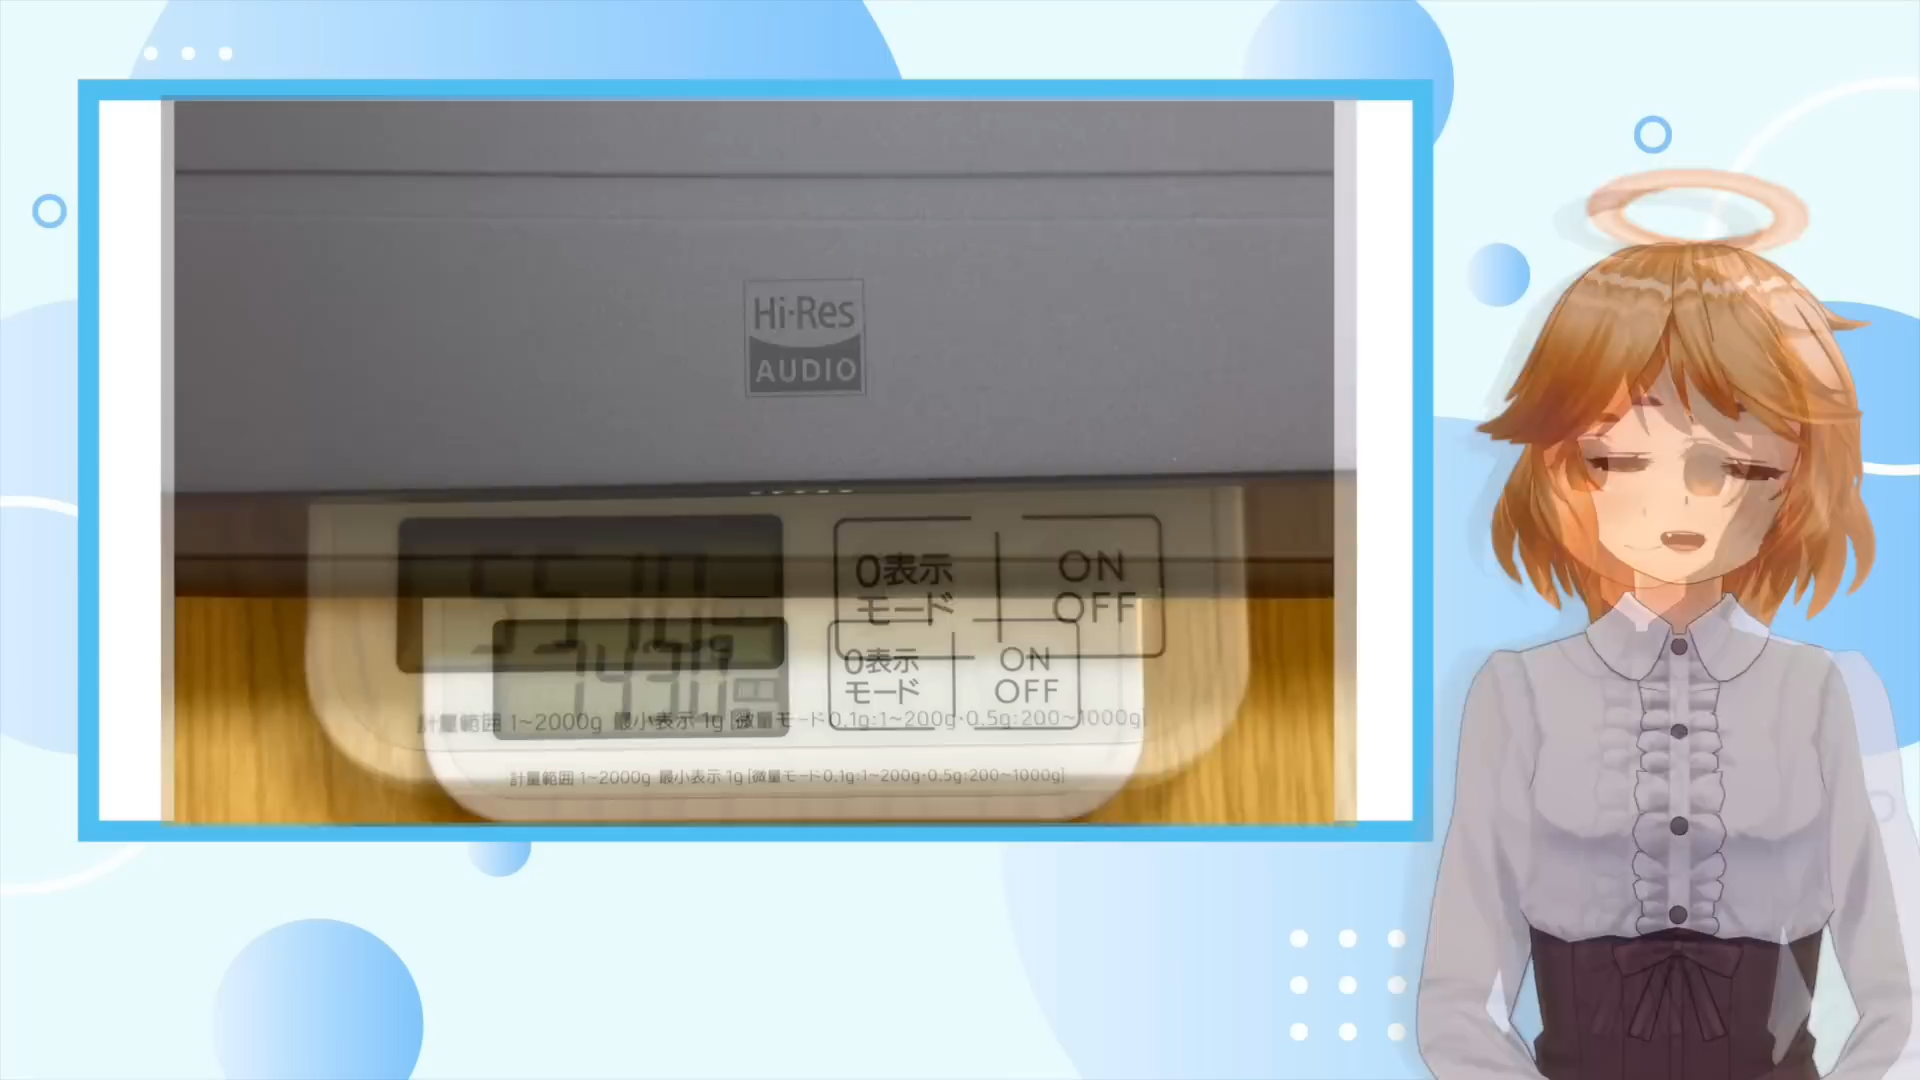 Hi-Res
AUDIO
0表示
モード
ON
OFF
0表示
モード
ON
OFF
計量範囲 1~2000g 最小表示 1g [微量モード0.1g:1~200g・0.5g:200~1000g]
計量範囲 1~2000g 最小表示 1g [微量モード0.1g:1~200g・0.5g:200~1000g]